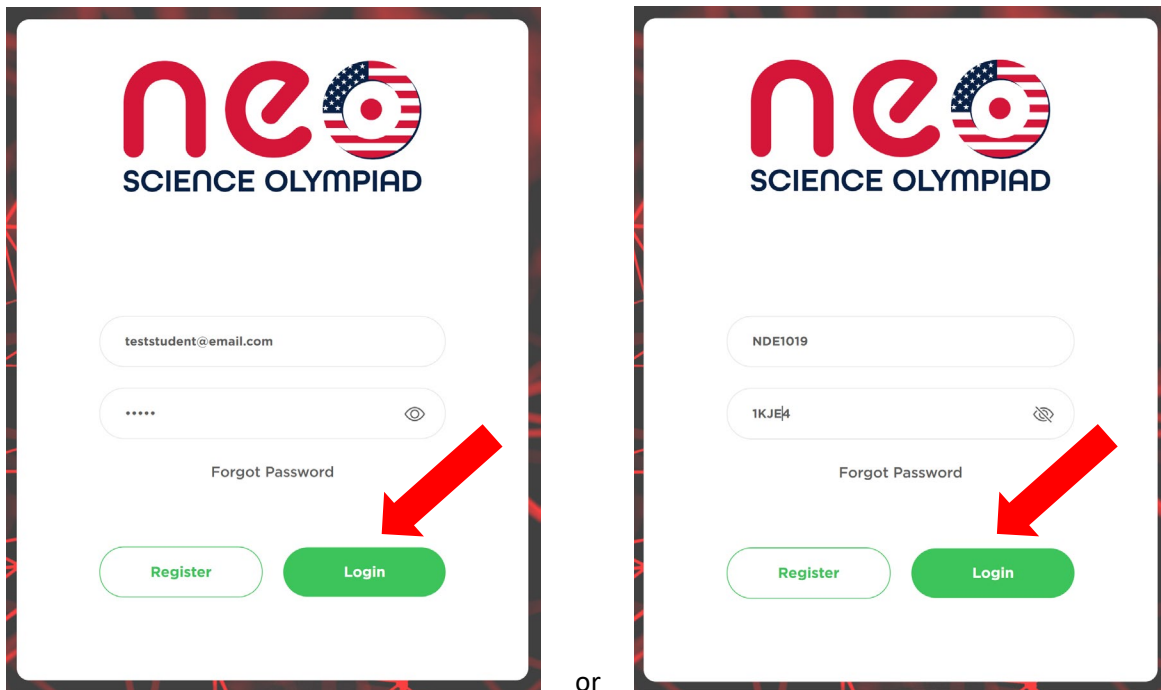 neo
SCIENCE OLYMPIAD
teststudent@email.com
•••••
Forgot Password
Register
Login
or
neo
SCIENCE OLYMPIAD
NDE1019
1KJE4
Forgot Password
Register
Login